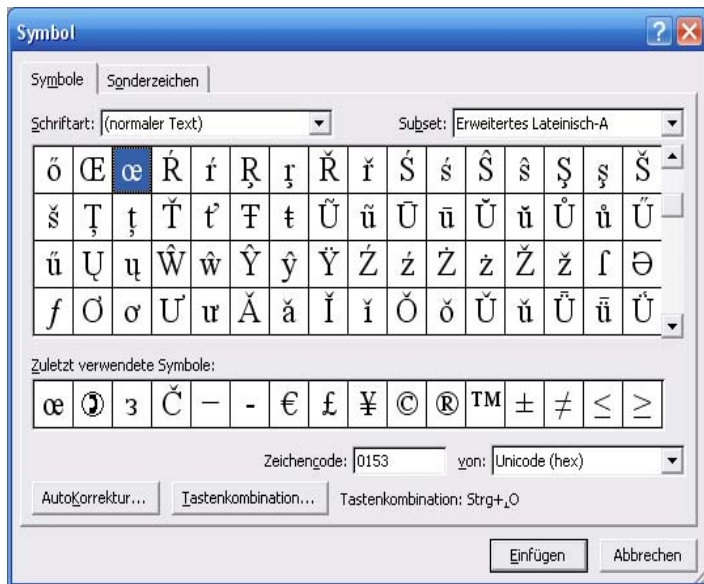 Symbol
Symbole Sonderzeichen
Schriftart: (normaler Text) Subset: Erweitertes Lateinisch-A
ő Œ œ Ŕ ŕ Ŗ ŗ Ř ř Ś ś Ŝ ŝ Ş ş Š
š Ţ ţ Ť ť Ŧ ŧ Ũ ũ Ū ū Ŭ ŭ Ů ů Ű
ű Ų ų Ŵ ŵ Ŷ ŷ Ÿ Ź ź Ż ż Ž ž ſ Ə
ƒ Ơ ơ Ư ư Ǎ ǎ Ǐ ǐ Ǒ ǒ Ǔ ǔ Ǖ ǖ Ǘ
Zuletzt verwendete Symbole:
œ з Č – - € £ ¥ © ® ™ ± ≠ ≤ ≥
Zeichencode: 0153 von: Unicode (hex)
AutoKorrektur... Tastenkombination... Tastenkombination: Strg+˛O
Einfügen Abbrechen